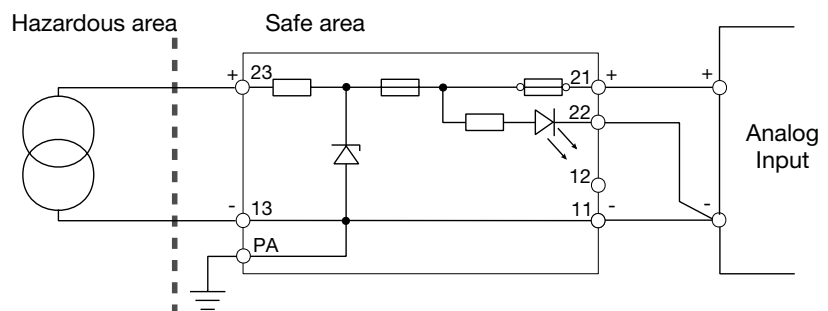 Hazardous area
Safe area
+ 23
21 +
+
22
Analog
Input
12
- 13
11 -
-
PA